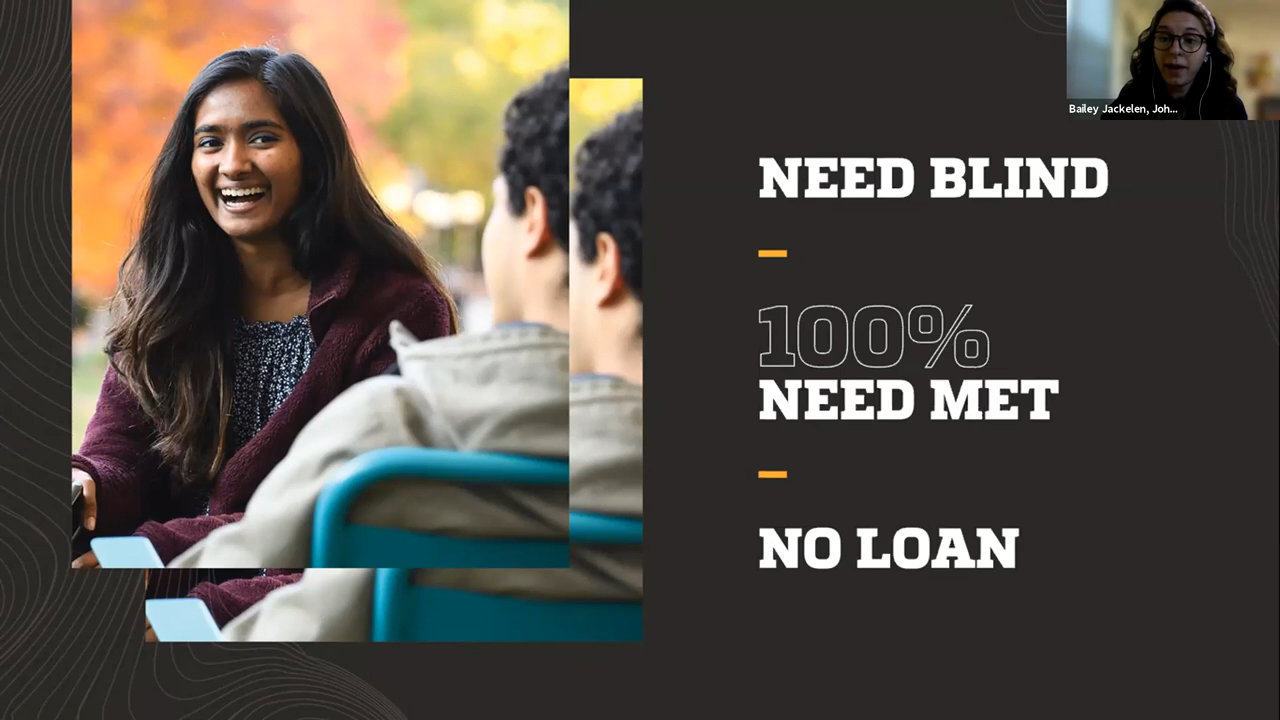 Bailey Jackelen, Joh...
NEED BLIND
100%
NEED MET
NO LOAN